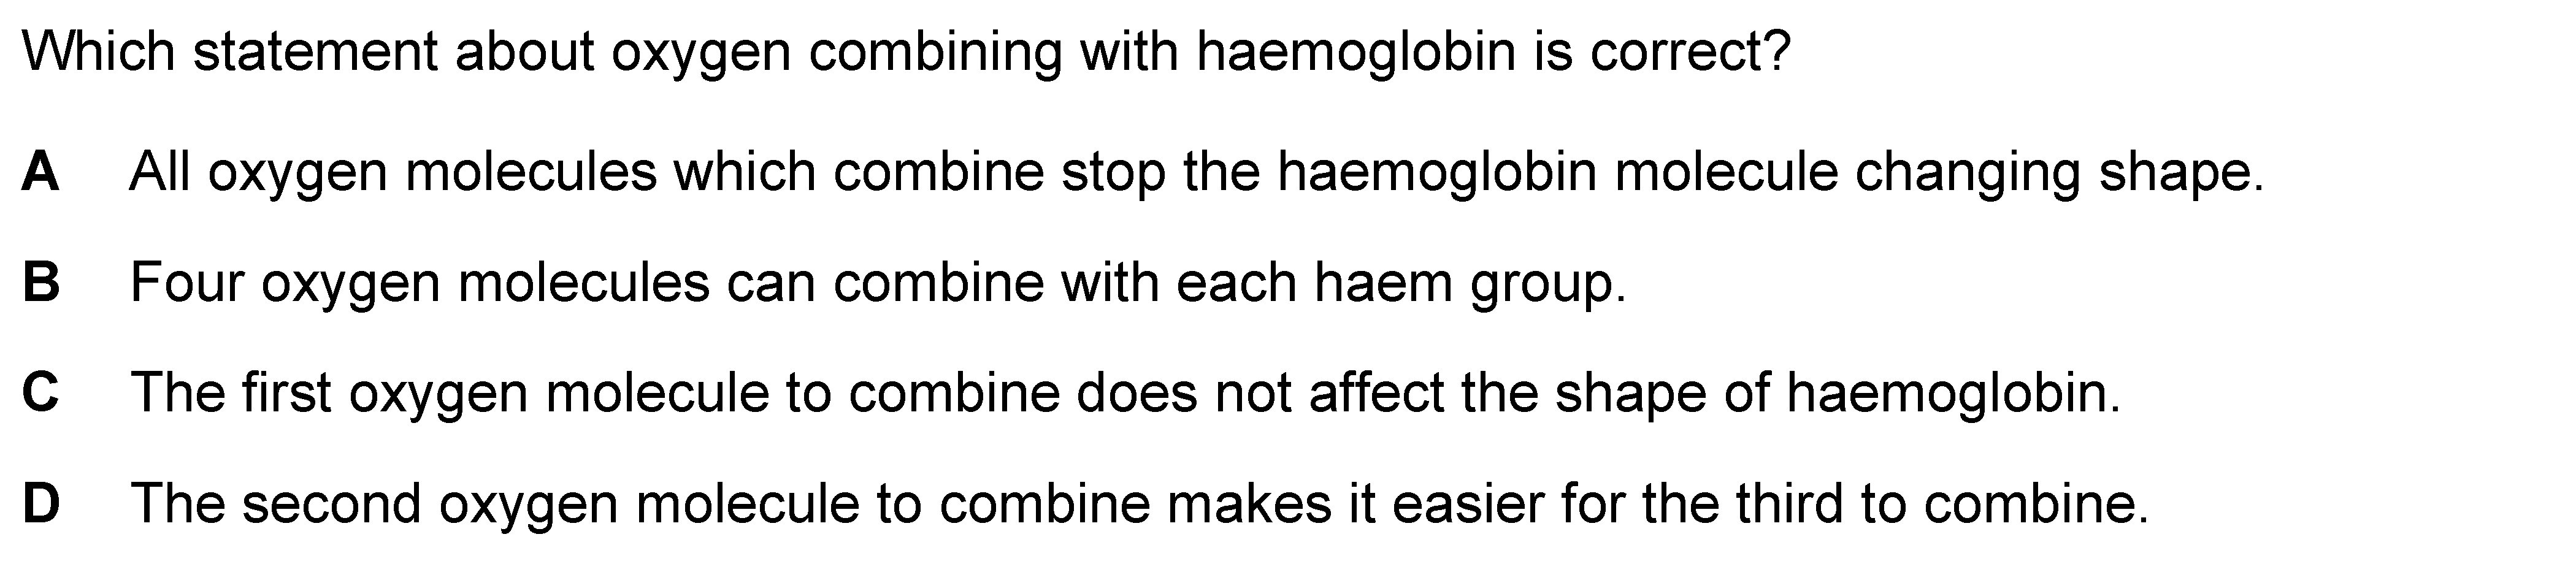 Which statement about oxygen combining with haemoglobin is correct?
A All oxygen molecules which combine stop the haemoglobin molecule changing shape.
B Four oxygen molecules can combine with each haem group.
C The first oxygen molecule to combine does not affect the shape of haemoglobin.
D The second oxygen molecule to combine makes it easier for the third to combine.